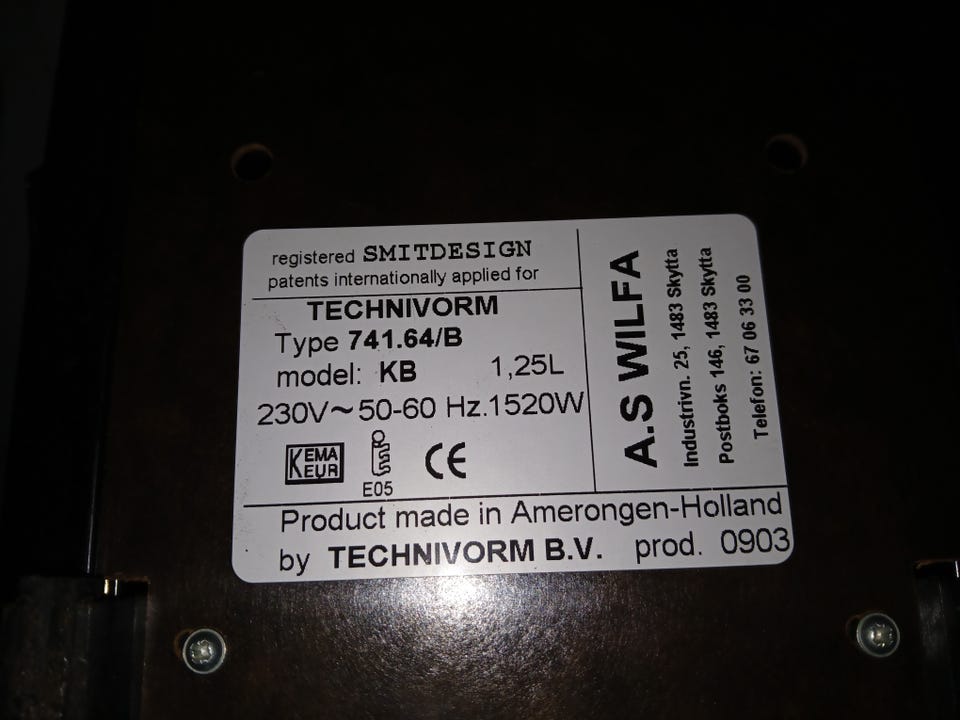 registered SMITDESIGN
patents internationally applied for
TECHNIVORM
Type 741.64/B
model: KB 1,25L
230V~50-60 Hz.1520W
KEMA
EUR
E05
CE
A.S WILFA
Industrivn. 25, 1483 Skytta
Postboks 146, 1483 Skytta
Telefon: 67 06 33 00
Product made in Amerongen-Holland
by TECHNIVORM B.V. prod. 0903